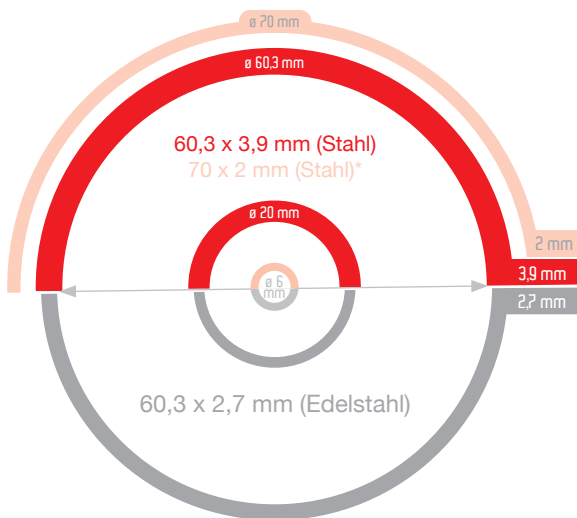 ø 70 mm
ø 60,3 mm
60,3 x 3,9 mm (Stahl)
70 x 2 mm (Stahl)*
ø 20 mm
2 mm
3,9 mm
ø 6
mm
2,7 mm
60,3 x 2,7 mm (Edelstahl)